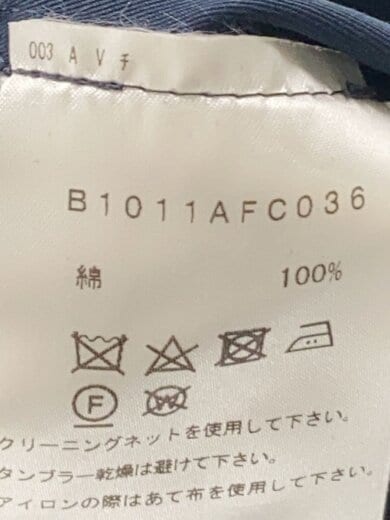 003 A V チ
B1011AFC036
綿 100%
F W
クリーニングネットを使用して下さい。
タンブラー乾燥は避けて下さい。
アイロンの際はあて布を使用して下さい。